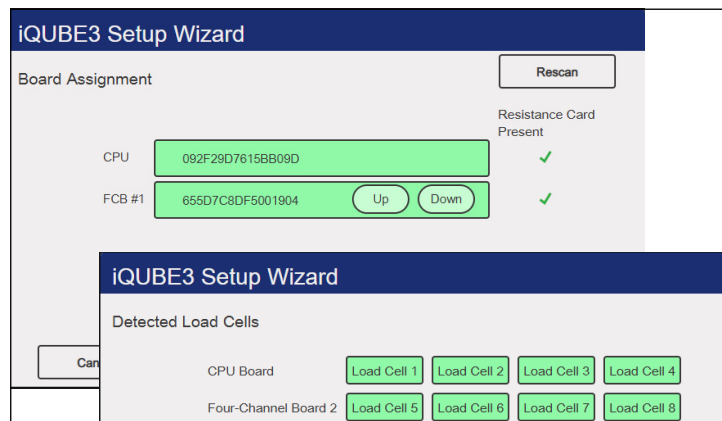 iQUBE3 Setup Wizard
Board Assignment
Rescan
Resistance Card
Present
CPU 092F29D7615BB09D
FCB #1 655D7C8DF5001904 Up Down
Can
iQUBE3 Setup Wizard
Detected Load Cells
CPU Board Load Cell 1 Load Cell 2 Load Cell 3 Load Cell 4
Four-Channel Board 2 Load Cell 5 Load Cell 6 Load Cell 7 Load Cell 8